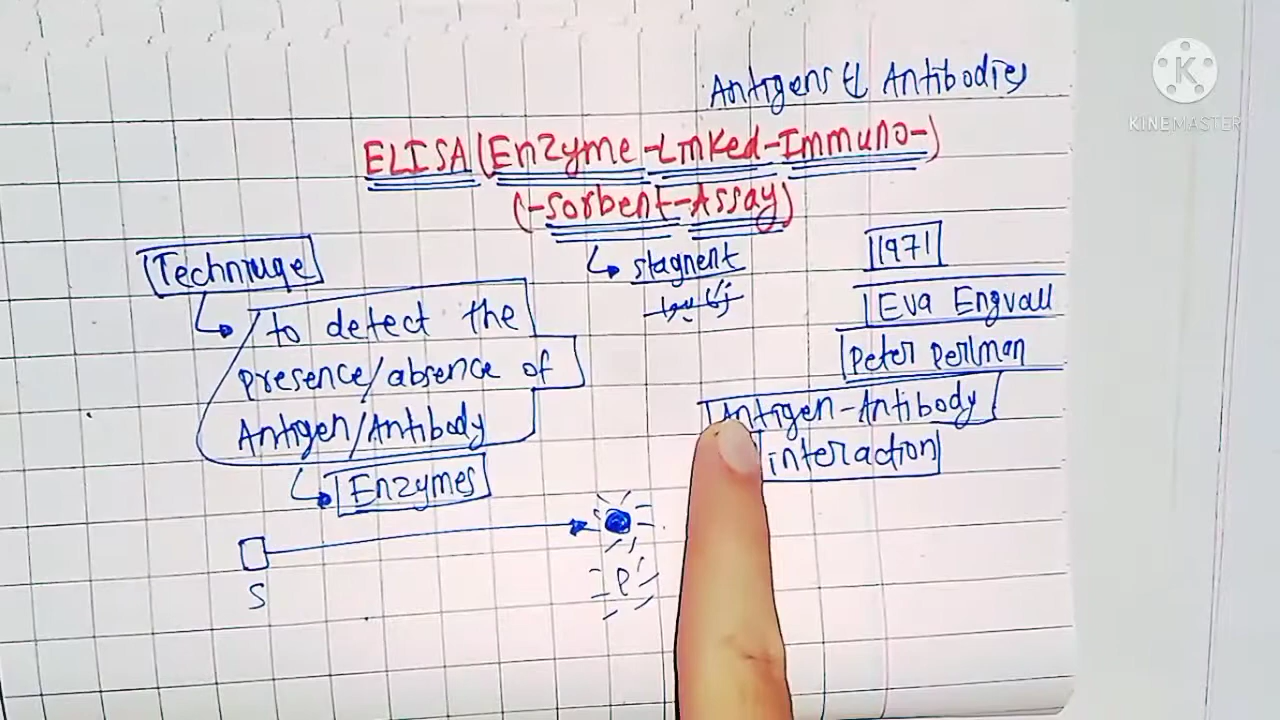 Antigens & Antibodies
ELISA (Enzyme-Linked-Immuno-)
(-Sorbent-Assay)
Technique
stagnent
1971
to detect the
presence/absence of
Antigen/Antibody
Eva Engvall
Peter Perlman
Antigen-Antibody
interaction
Enzymes
S
P
K
KINEMASTER